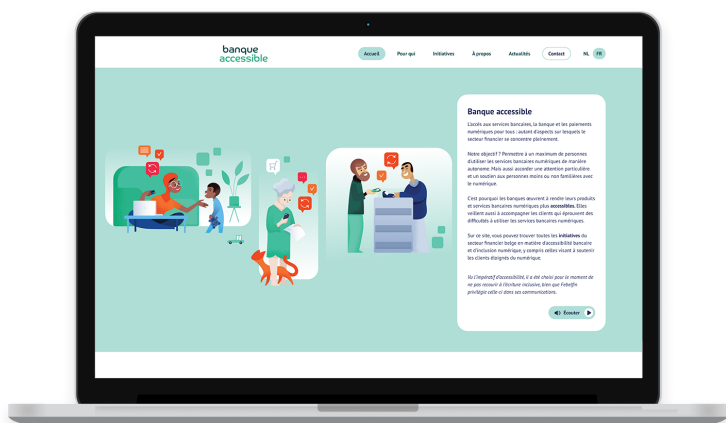 banque
accessible
Accueil
Pour qui
Initiatives
À propos
Actualités
Contact
NL
FR
Banque accessible
L'accès aux services bancaires, la banque et les paiements
numériques pour tous : autant d'aspects sur lesquels le
secteur financier se concentre pleinement.
Notre objectif ? Permettre à un maximum de personnes
d'utiliser les services bancaires numériques de manière
autonome. Mais aussi accorder une attention particulière
et un soutien aux personnes moins ou non familières avec
le numérique.
C'est pourquoi les banques œuvrent à rendre leurs produits
et services bancaires numériques plus accessibles. Elles
veillent aussi à accompagner les clients qui éprouvent des
difficultés à utiliser les services bancaires numériques.
Sur ce site, vous pouvez trouver toutes les initiatives du
secteur financier belge en matière d'accessibilité bancaire
et d'inclusion numérique, y compris celles visant à soutenir
les clients éloignés du numérique.
Vu l'impératif d'accessibilité, il a été choisi pour le moment de
ne pas recourir à l'écriture inclusive, bien que Febelfin
privilégie celle-ci dans ses communications.
Écouter